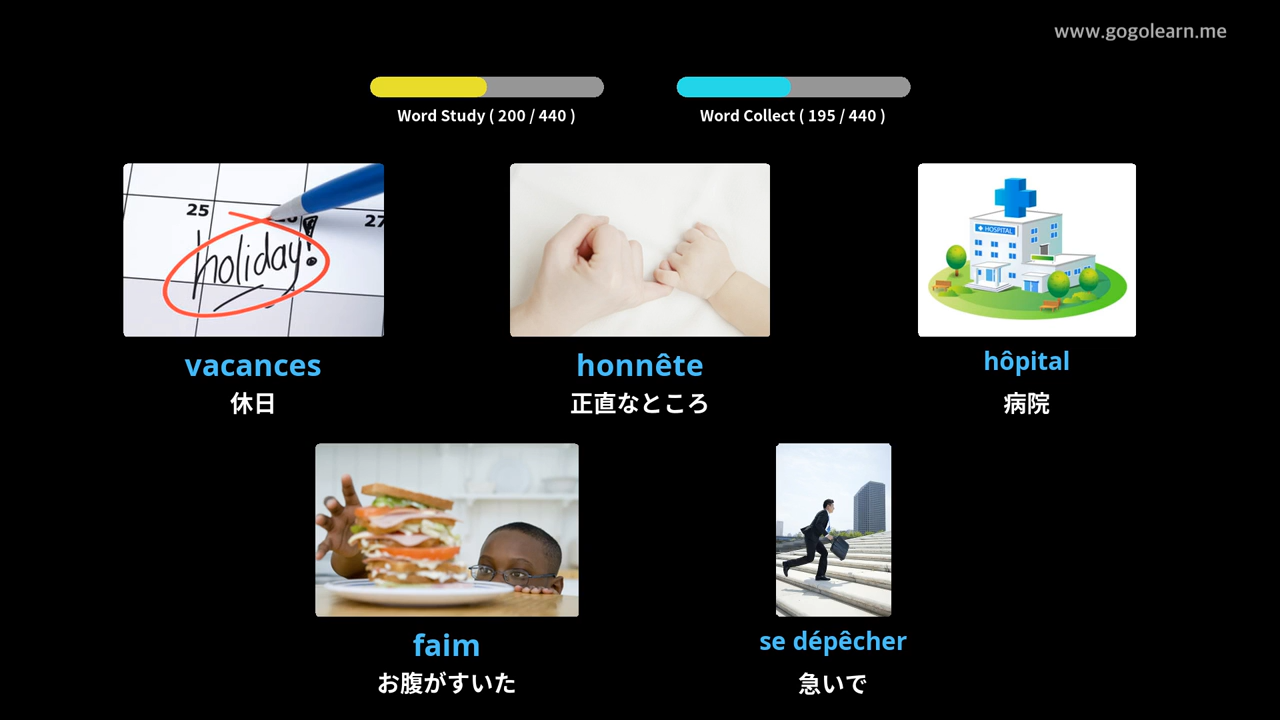 www.gogolearn.me
Word Study ( 200 / 440 )
Word Collect ( 195 / 440 )
25
27
holiday!
HOSPITAL
vacances
休日
honnête
正直なところ
hôpital
病院
faim
お腹がすいた
se dépêcher
急いで